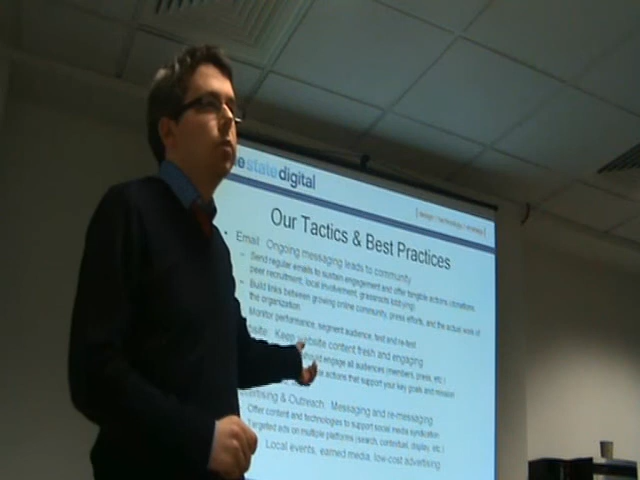 e state digital
[ design / technology / strategy ]
Our Tactics & Best Practices
Email: Ongoing messaging leads to community
– Send regular emails to sustain engagement and offer tangible actions (donations,
peer recruitment, local involvement, grassroots lobbying)
– Build links between growing online community, press efforts, and the actual work of
the organization.
Monitor performance, segment audience, test and re-test
site: Keep website content fresh and engaging
should engage all audiences (members, press, etc.)
actions that support your key goals and mission
ertising & Outreach: Messaging and re-messaging
Offer content and technologies to support social media syndication
Targeted ads on multiple platforms (search, contextual, display, etc.)
Local events, earned media, low-cost advertising